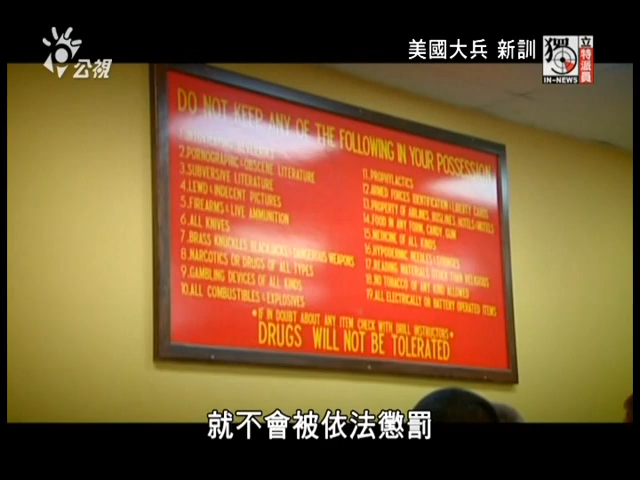 公視
美國大兵 新訓
獨立特派員
IN-NEWS
DO NOT KEEP ANY OF THE FOLLOWING IN YOUR POSSESSION
2.PORNOGRAPHIC OBSCENE LITERATURE
3.SUBVERSIVE LITERATURE
4.LEWD & INDECENT PICTURES
5.FIREARMS & LIVE AMMUNITION
6.ALL KNIVES
7.BRASS KNUCKLES, BLACKJACKS & DANGEROUS WEAPONS
8.NARCOTICS OR DRUGS OF ALL TYPES
9.GAMBLING DEVICES OF ALL KINDS
10.ALL COMBUSTIBLES & EXPLOSIVES
11.PROPHYLACTICS
12.ARMED FORCES IDENTIFICATION LIBERTY CARDS
13.PROPERTY OF AIRLINES, BUSLINES HOTELS/MOTELS
14.FOOD IN ANY FORM, CANDY, GUM
15.MEDICINE OF ALL KINDS
16.HYPODERMIC NEEDLES & SYRINGES
17.READING MATERIALS OTHER THAN RELIGIOUS
18.NO TOBACCO OF ANY KIND ALLOWED
19.ALL ELECTRICALLY OR BATTERY OPERATED ITEMS
•IF IN DOUBT ABOUT ANY ITEM CHECK WITH DRILL INSTRUCTORS•
DRUGS WILL NOT BE TOLERATED
就不會被依法懲罰